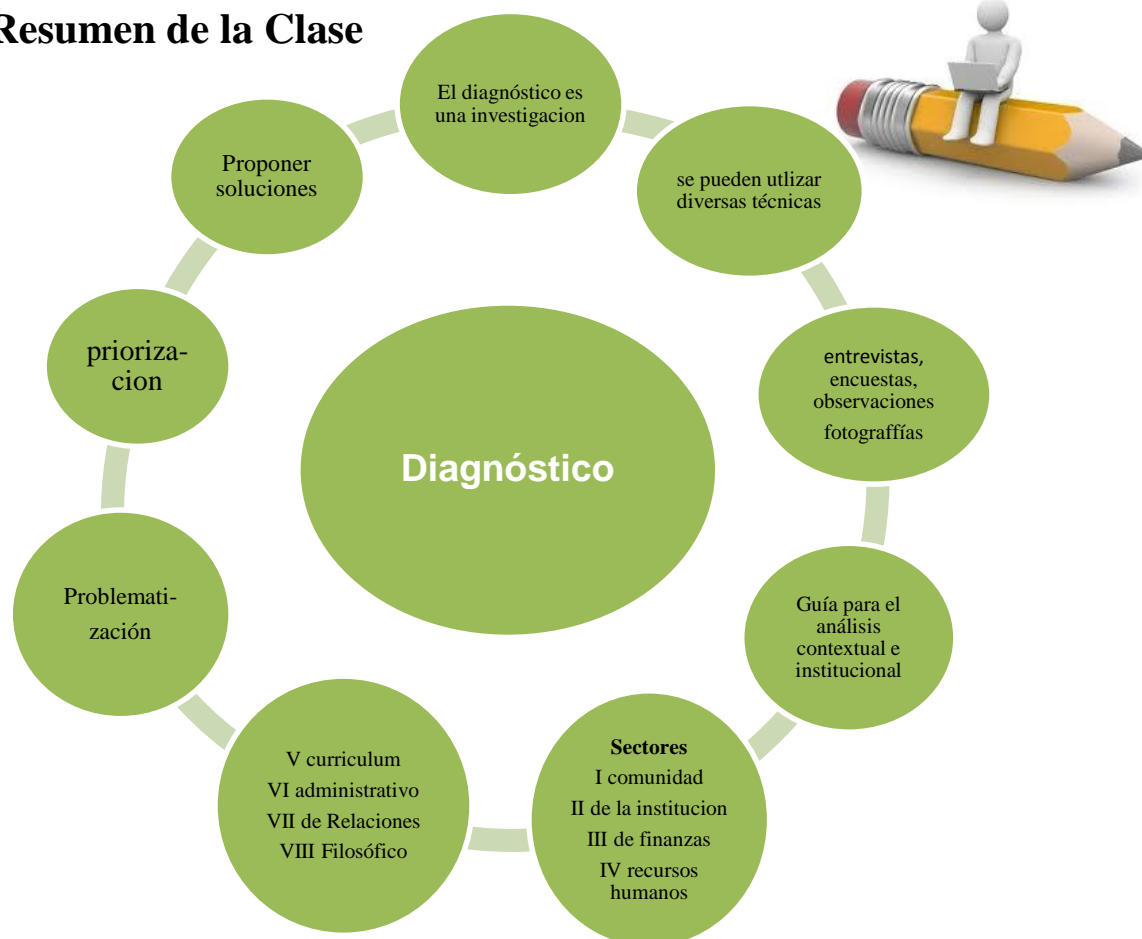 Resumen de la Clase
El diagnóstico es
una investigacion
se pueden utlizar
diversas técnicas
entrevistas,
encuestas,
observaciones
fotograffías
Guía para el
análisis
contextual e
institucional
Sectores
I comunidad
II de la institucion
III de finanzas
IV recursos
humanos
V curriculum
VI administrativo
VII de Relaciones
VIII Filosófico
Problemati-
zación
prioriza-
cion
Proponer
soluciones
Diagnóstico